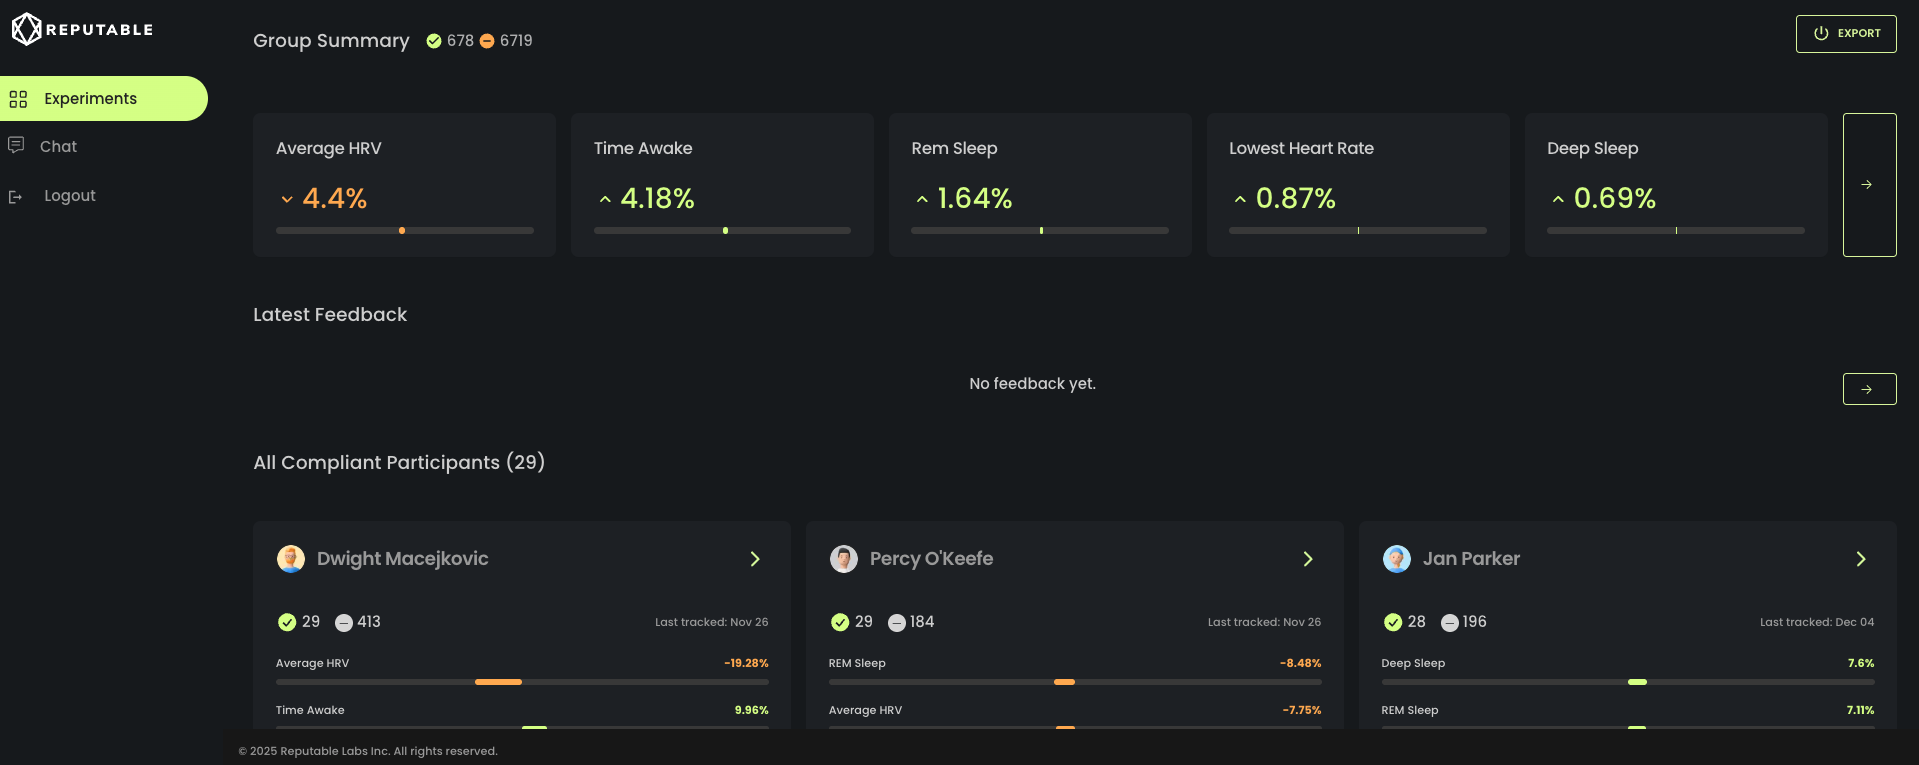 REPUTABLE
Experiments
Chat
Logout
Group Summary 678 6719
EXPORT
Average HRV
4.4%
Time Awake
4.18%
Rem Sleep
1.64%
Lowest Heart Rate
0.87%
Deep Sleep
0.69%
Latest Feedback
No feedback yet.
All Compliant Participants (29)
Dwight Macejkovic
29 413 Last tracked: Nov 26
Average HRV -19.28%
Time Awake 9.96%
Percy O'Keefe
29 184 Last tracked: Nov 26
REM Sleep -8.48%
Average HRV -7.75%
Jan Parker
28 196 Last tracked: Dec 04
Deep Sleep 7.6%
REM Sleep 7.11%
© 2025 Reputable Labs Inc. All rights reserved.